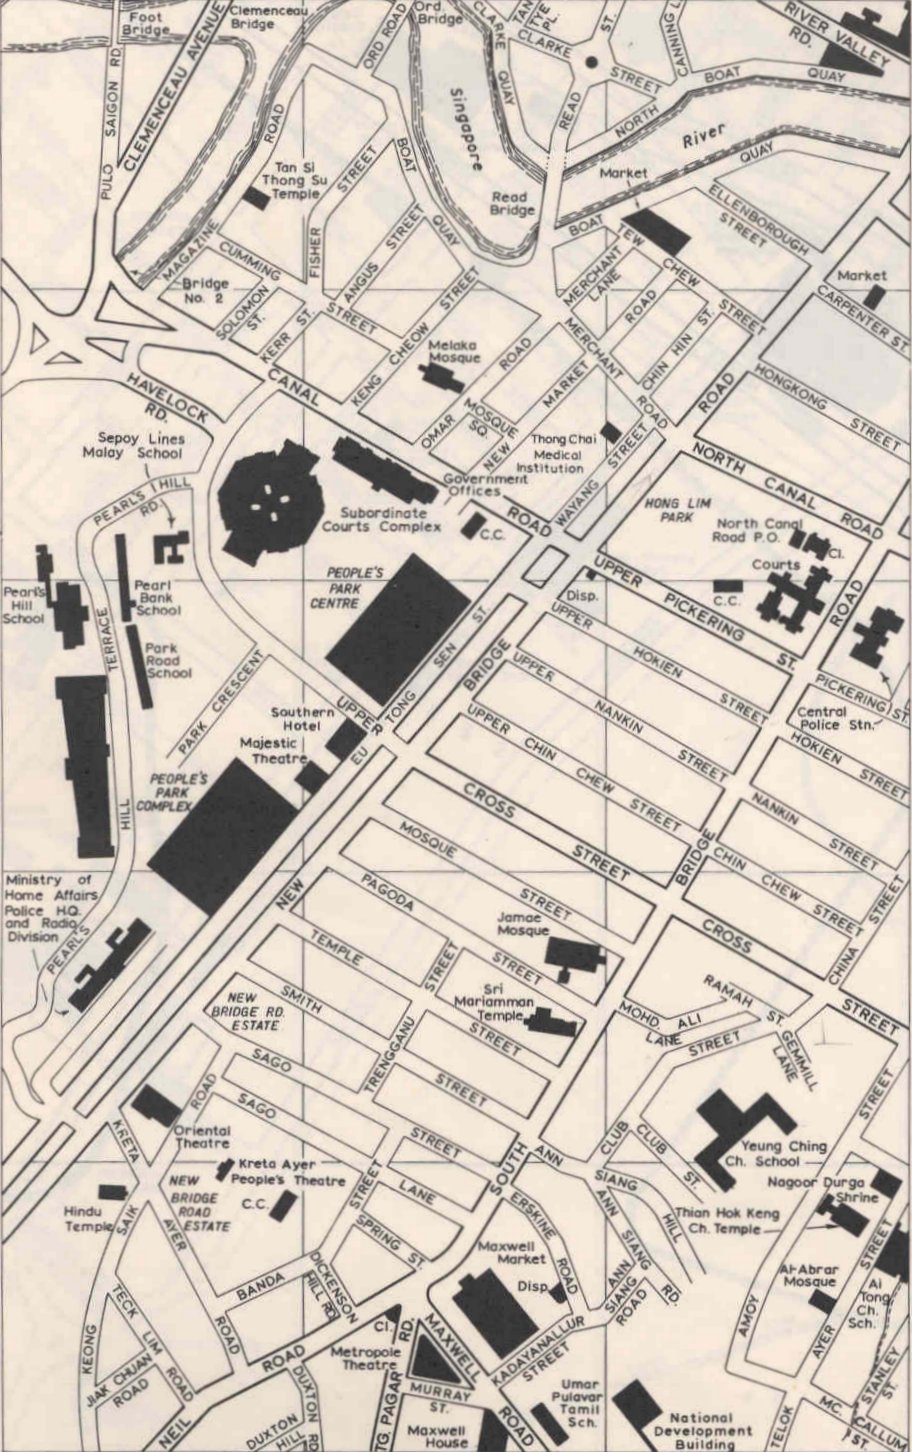 Foot
Bridge
Clemenceau
Bridge
ORD ROAD
Ord.
Bridge
CLARKE
QUAY
TAN
TYE
PL.
CLARKE
STREET
ST.
READ
CANNING L
RIVER VALLEY
RD.
NORTH
BOAT
QUAY
PULO SAIGON RD
CLEMENCEAU AVENUE
Singapore
River
Read
Bridge
Market
BOAT
QUAY
Tan Si
Thong Su
Temple
MAGAZINE
ROAD
Bridge
No. 2
CUMMING
STREET
FISHER
STREET
BOAT
QUAY
ANGUS STREET
SOLOMON
ST.
KERR ST.
KENG CHEOW STREET
TEW
CHEW
STREET
ELLENBOROUGH
STREET
MERCHANT
LANE
ROAD
CHIN HIN ST.
MERCHANT
ROAD
Market
CARPENTER ST.
HONGKONG
STREET
Melaka
Mosque
OMAR
ROAD
MOSQUE
SQ.
NEW
MARKET
Thong Chai
Medical
Institution
WAYANG STREET
HAVELOCK
RD.
CANAL
ROAD
NORTH
CANAL
ROAD
ROAD
Sepoy Lines
Malay School
PEARL'S HILL
RD.
Government
Offices
Subordinate
Courts Complex
C.C.
HONG LIM
PARK
North Canal
Road P.O.
Cl.
Courts
C.C.
ROAD
PEOPLE'S
PARK
CENTRE
Disp.
UPPER
PICKERING
ST.
Pearl's
Hill
School
Pearl
Bank
School
Park
Road
School
TERRACE
HILL
PEARL'S
PARK CRESCENT
UPPER
HOKIEN
STREET
UPPER
NANKIN
STREET
UPPER
CHIN
CHEW
STREET
PICKERING ST.
Central
Police Stn.
HOKIEN
STREET
NANKIN
STREET
CHIN
CHEW
STREET
CHINA
STREET
Southern
Hotel
Majestic
Theatre
UPPER
CROSS
STREET
EU
TONG
SEN
ST.
NEW
BRIDGE
PEOPLE'S
PARK
COMPLEX
BRIDGE
CROSS
STREET
Ministry of
Home Affairs
Police H.Q.
and Radio
Division
MOSQUE
STREET
PAGODA
STREET
TEMPLE
STREET
SMITH
STREET
TRENGGANU
STREET
Jamae
Mosque
Sri
Mariamman
Temple
NEW
BRIDGE RD.
ESTATE
SAGO
STREET
SAGO
LANE
MOHD. ALI
LANE
RAMAH
ST.
GEMMILL
LANE
CLUB
STREET
CLUB
ST.
Oriental
Theatre
KRETA
AYER
ROAD
ROAD
Kreta Ayer
People's Theatre
C.C.
NEW
BRIDGE
ROAD
ESTATE
Hindu
Temple
KEONG
SAIK
STREET
SPRING ST.
BANDA
DICKENSON
HILL RD.
SOUTH
ANN
SIANG
HILL
ANN
SIANG
RD.
ANN
SIANG
ROAD
ERSKINE
ROAD
Yeung Ching
Ch. School
Nagoor Durga
Shrine
Thian Hok Keng
Ch. Temple
Al-Abrar
Mosque
Ai
Tong
Ch.
Sch.
AMOY
STREET
AYER
STREET
TELOK
STANLEY
ST.
MC.
CALLUM
ST.
Maxwell
Market
Disp.
KADAYANALLUR
STREET
TECK
LIM
ROAD
JIAK CHUAN
ROAD
NEIL
ROAD
Cl.
Metropole
Theatre
TG. PAGAR
RD.
MAXWELL
ROAD
MURRAY
ST.
Maxwell
House
DUXTON
RD.
DUXTON
HILL
Umar
Pulavar
Tamil
Sch.
National
Development
Building